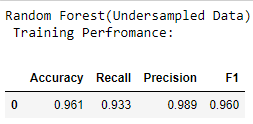 Random Forest(Undersampled Data)
Training Perfromance:
Accuracy Recall Precision F1
0 0.961 0.933 0.989 0.960